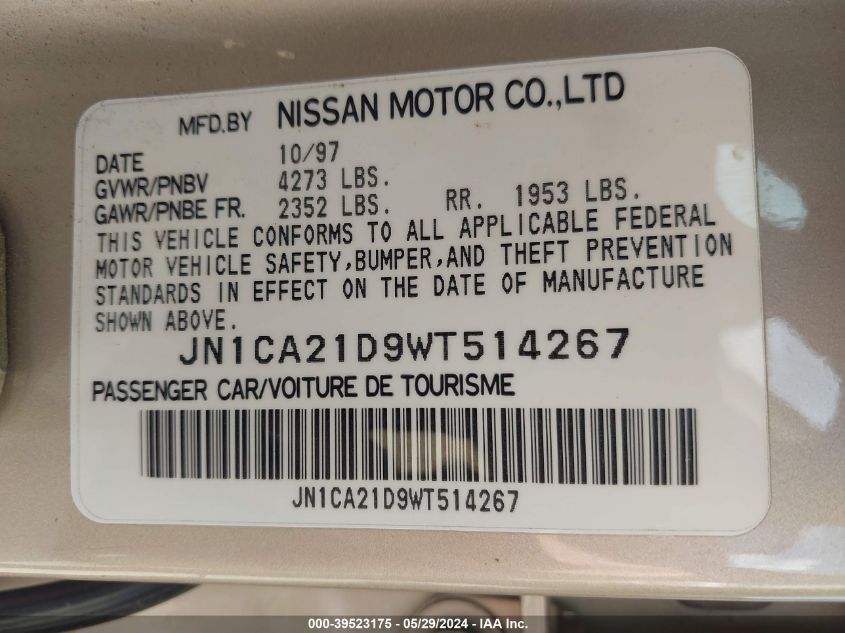 MFD.BY NISSAN MOTOR CO.,LTD
DATE 10/97
GVWR/PNBV 4273 LBS.
GAWR/PNBE FR. 2352 LBS. RR. 1953 LBS.
THIS VEHICLE CONFORMS TO ALL APPLICABLE FEDERAL
MOTOR VEHICLE SAFETY,BUMPER,AND THEFT PREVENTION
STANDARDS IN EFFECT ON THE DATE OF MANUFACTURE
SHOWN ABOVE.
JN1CA21D9WT514267
PASSENGER CAR/VOITURE DE TOURISME
JN1CA21D9WT514267
000-39523175 - 05/29/2024 - IAA Inc.